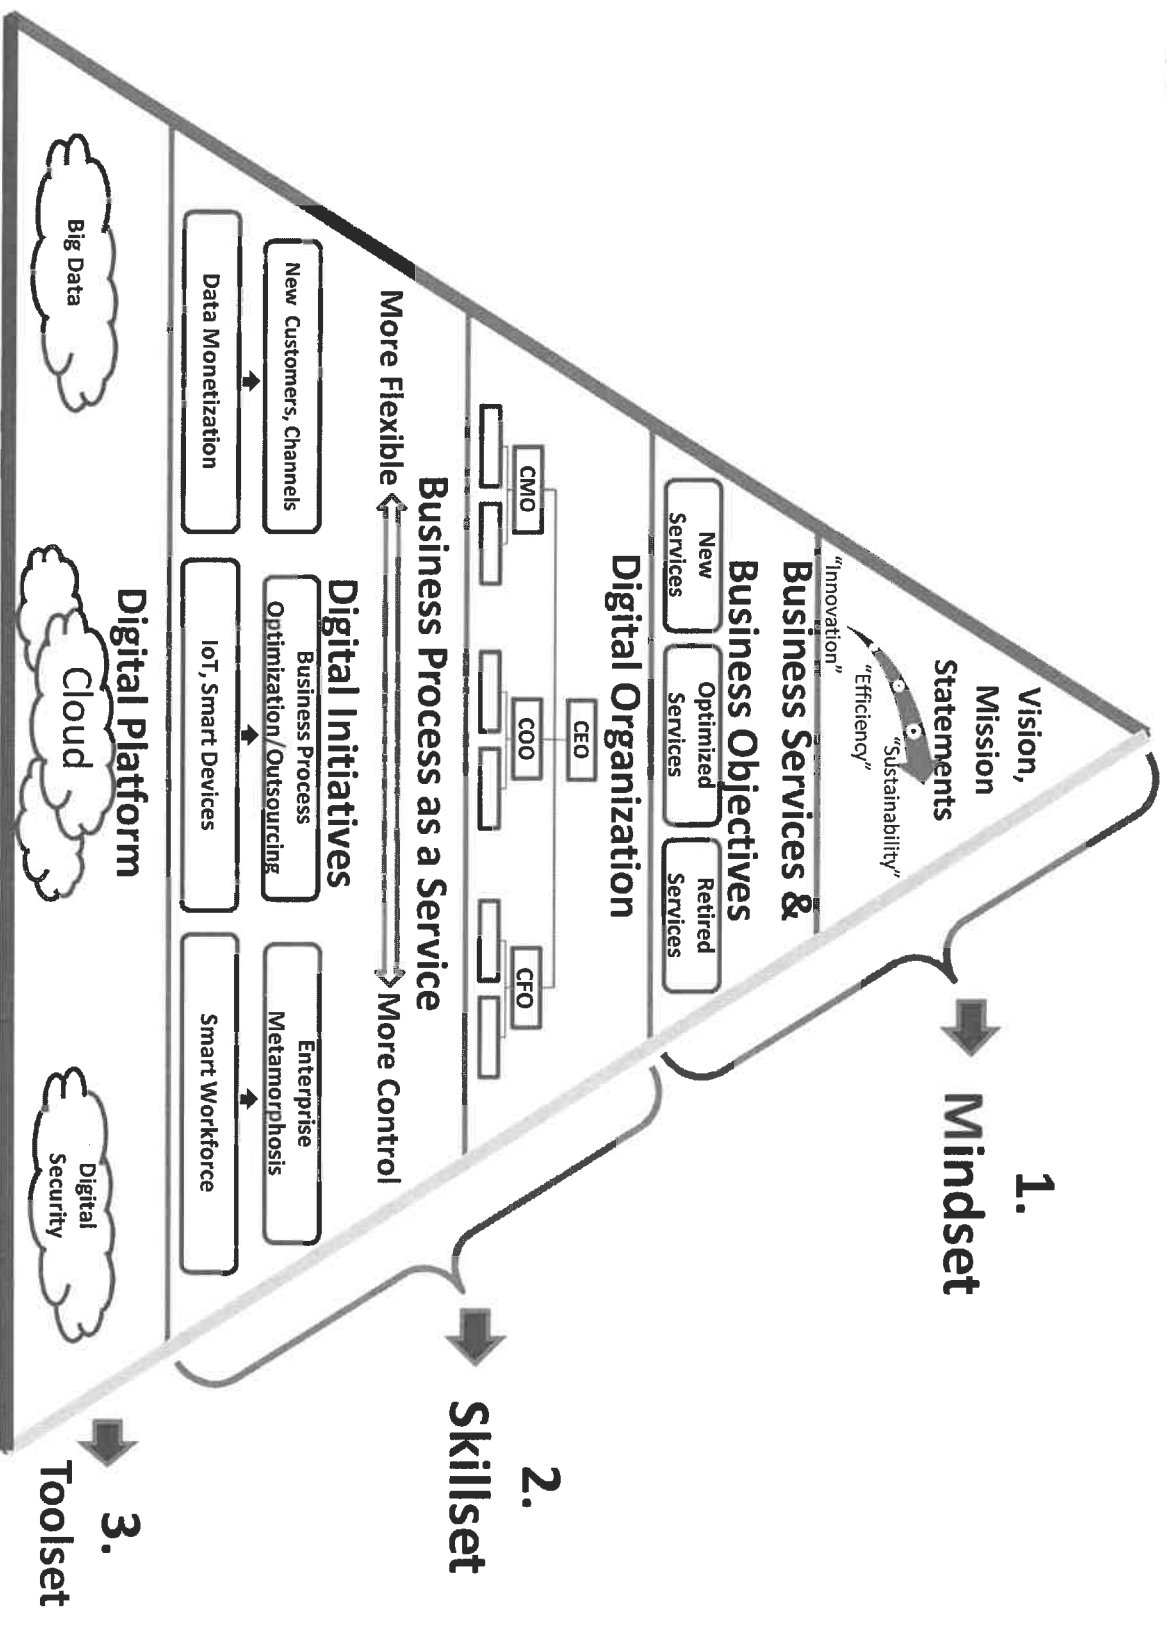 Vision,
Mission
Statements
"Innovation"
"Efficiency"
"Sustainability"
Business Services &
Business Objectives
New
Services
Optimized
Services
Retired
Services
Digital Organization
CEO
CMO
COO
CFO
Business Process as a Service
More Flexible
More Control
Digital Initiatives
New Customers, Channels
Business Process
Optimization/Outsourcing
Enterprise
Metamorphosis
Data Monetization
IoT, Smart Devices
Smart Workforce
Digital Platform
Big Data
Cloud
Digital
Security
1.
Mindset
2.
Skillset
3.
Toolset